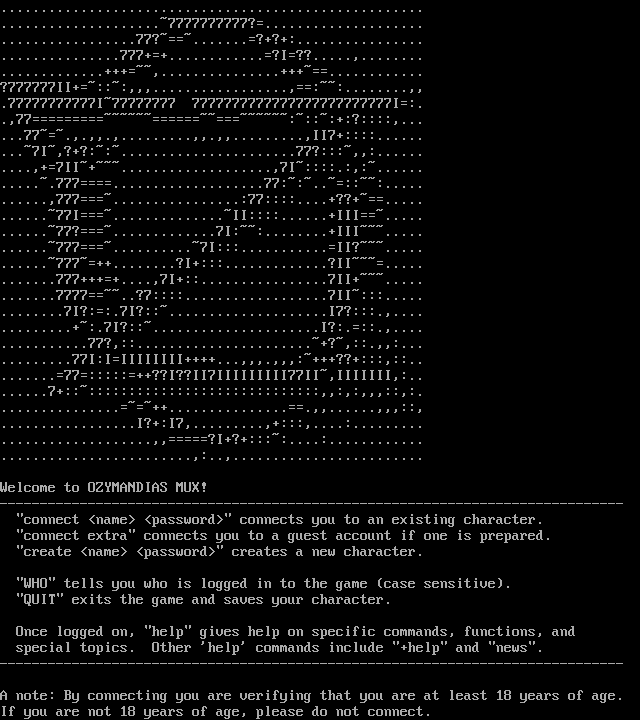 Welcome to OZYMANDIAS MUX!
"connect <name> <password>" connects you to an existing character.
"connect extra" connects you to a guest account if one is prepared.
"create <name> <password>" creates a new character.
"WHO" tells you who is logged in to the game (case sensitive).
"QUIT" exits the game and saves your character.
Once logged on, "help" gives help on specific commands, functions, and
special topics.  Other 'help' commands include "+help" and "news".
A note: By connecting you are verifying that you are at least 18 years of age.
If you are not 18 years of age, please do not connect.